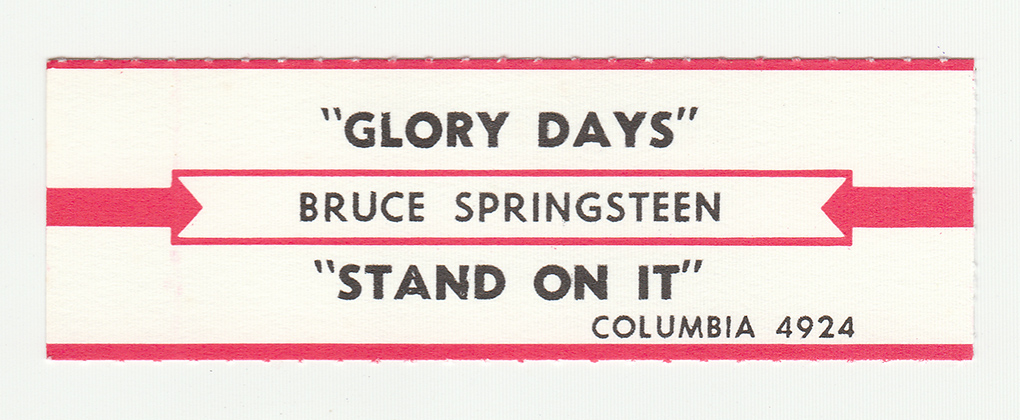 "GLORY DAYS"
BRUCE SPRINGSTEEN
"STAND ON IT"
COLUMBIA 4924